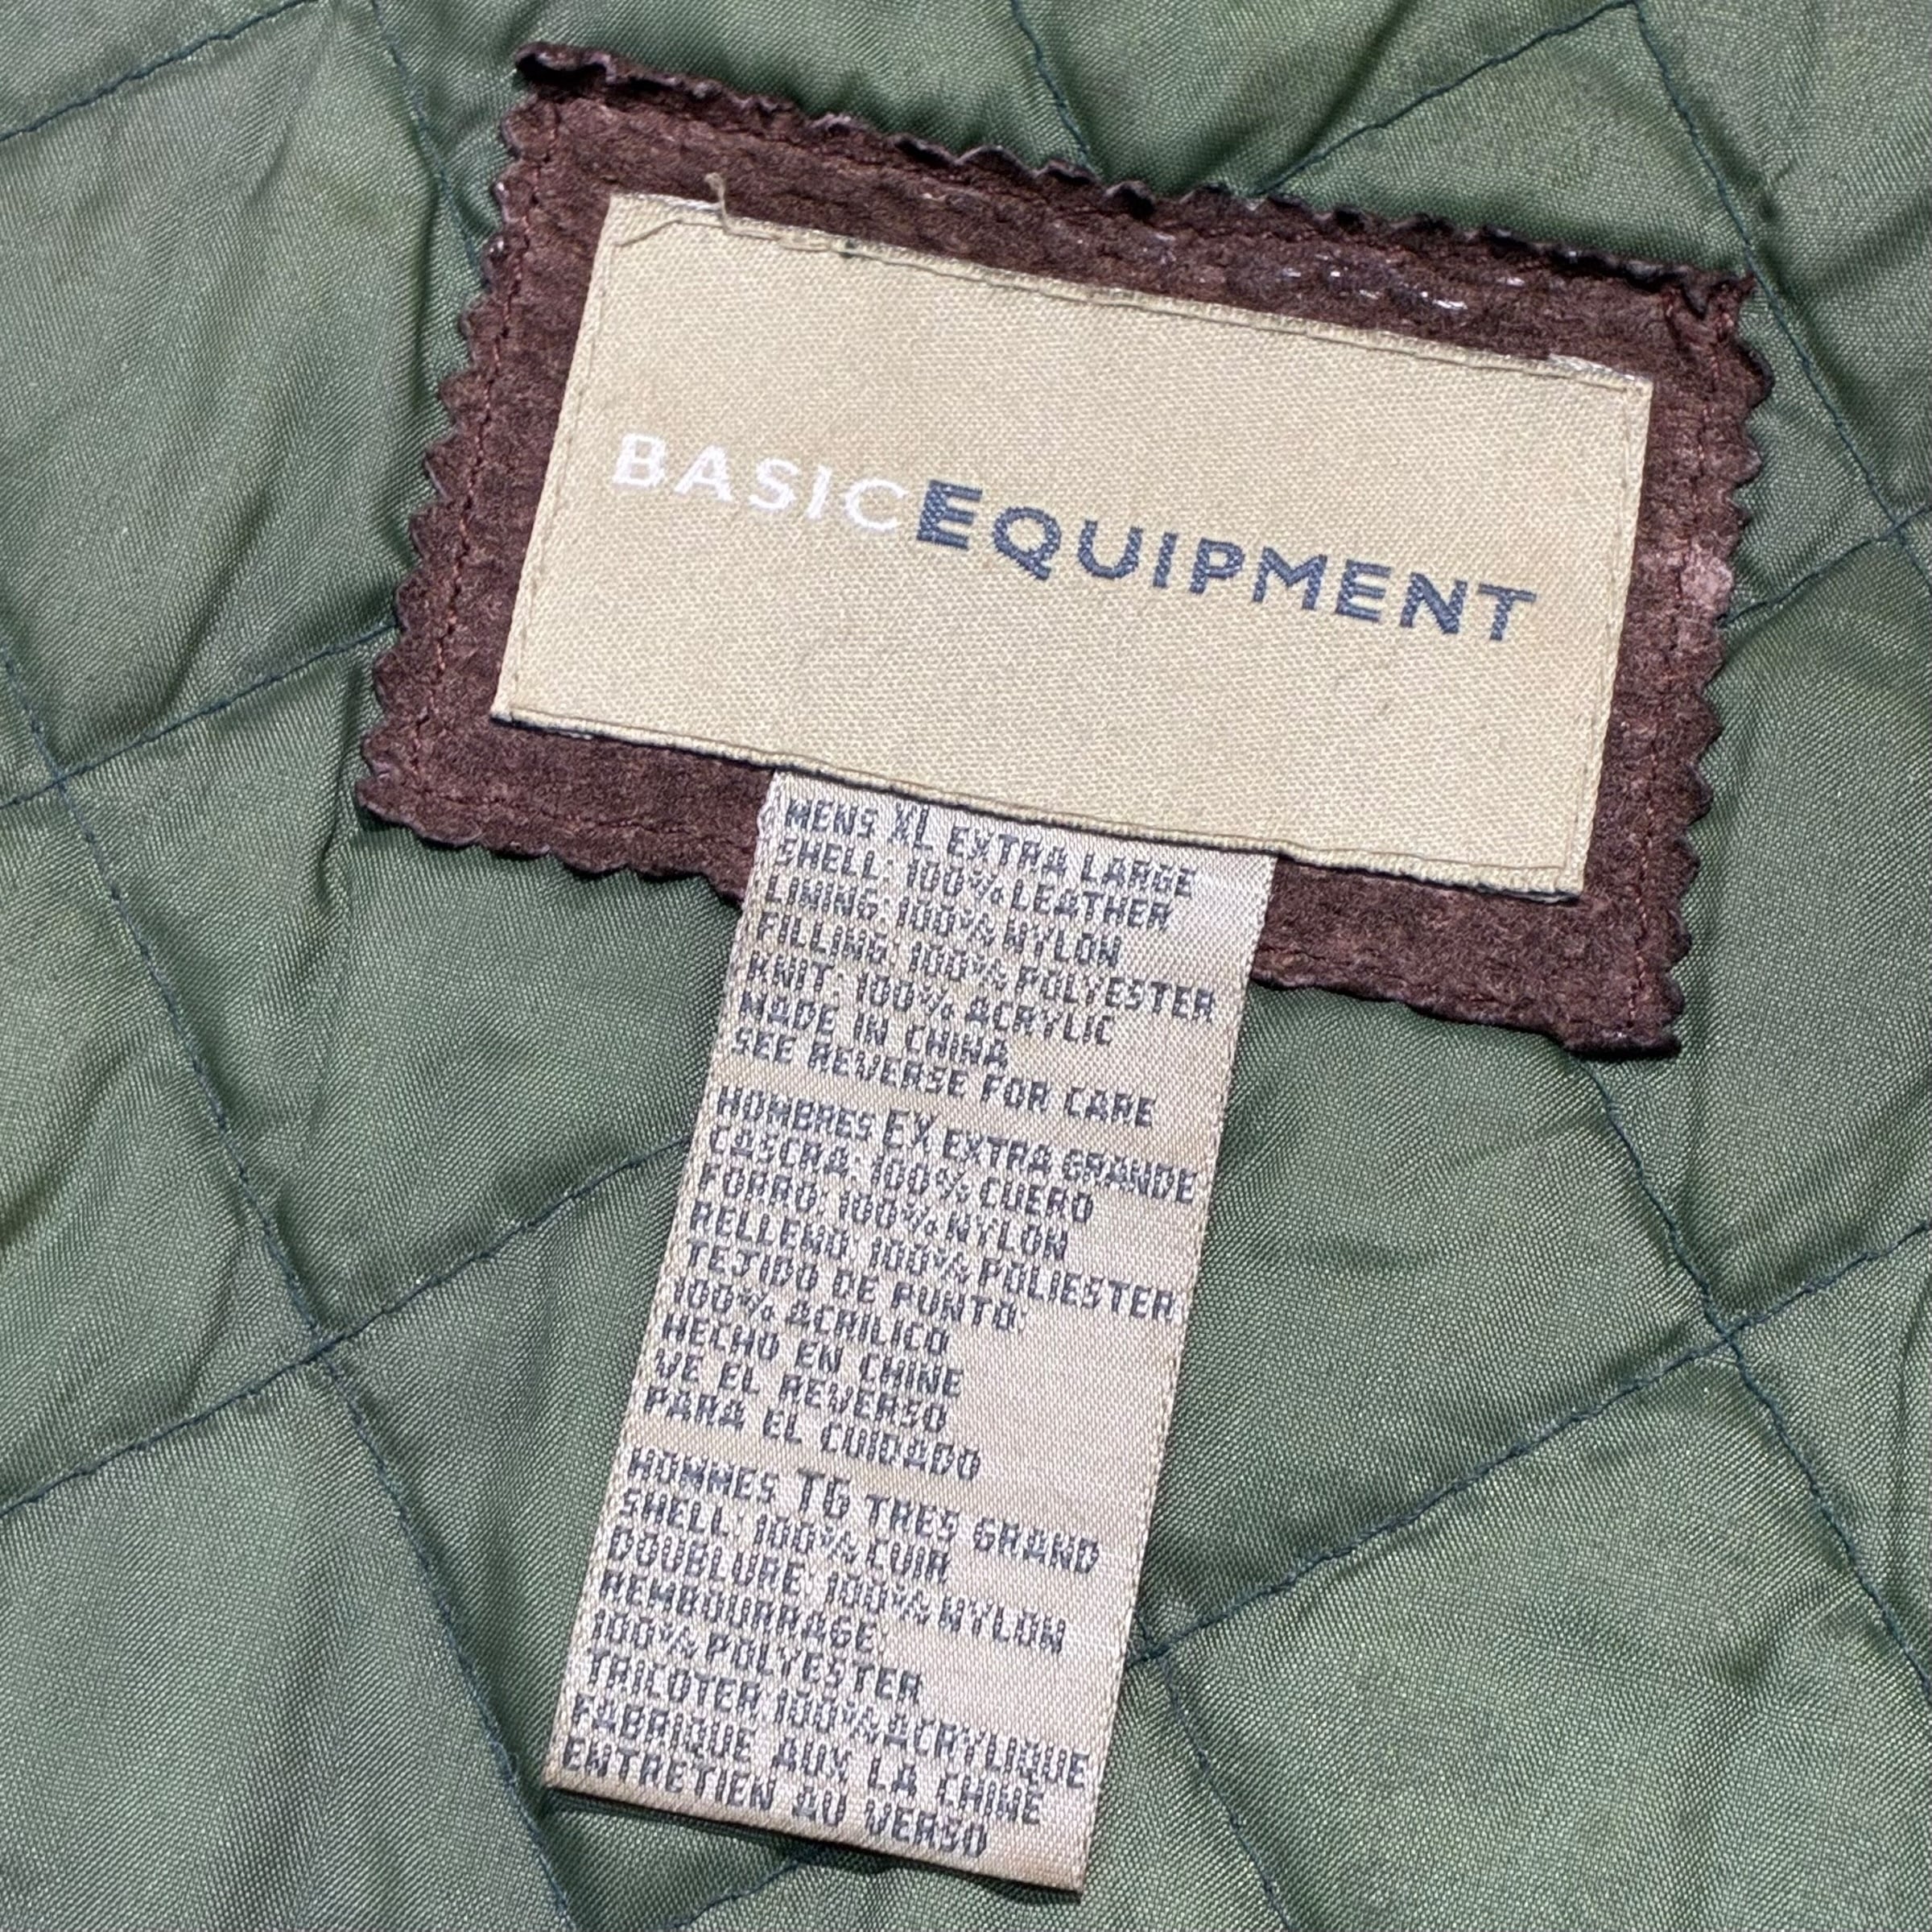 BASICEQUIPMENT
MENS XL EXTRA LARGE
SHELL: 100% LEATHER
LINING: 100% NYLON
FILLING: 100% POLYESTER
KNIT: 100% ACRYLIC
MADE IN CHINA
SEE REVERSE FOR CARE
HOMBRES EX EXTRA GRANDE
CASCRA: 100% CUERO
FORRO: 100% NYLON
RELLENO: 100% POLIESTER
TEJIDO DE PUNTO:
100% ACRILICO
HECHO EN CHINE
VE EL REVERSO
PARA EL CUIDADO
HOMMES TG TRES GRAND
SHELL: 100% CUIR
DOUBLURE: 100% NYLON
REMBOURRAGE:
100% POLYESTER
TRICOTER 100% ACRYLIQUE
FABRIQUE AUX LA CHINE
ENTRETIEN AU VERSO